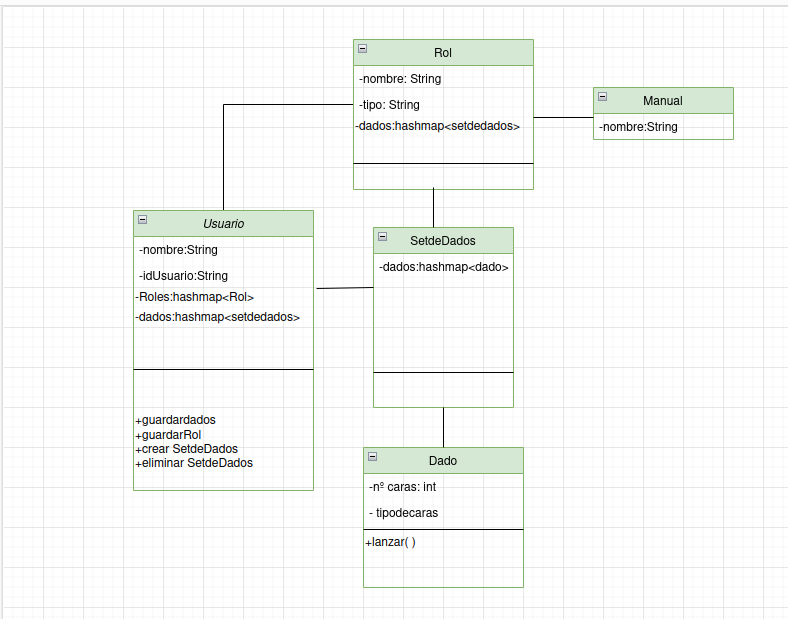 Rol
-nombre: String
-tipo: String
-dados:hashmap<setdedados>
Manual
-nombre:String
Usuario
-nombre:String
-idUsuario:String
-Roles:hashmap<Rol>
-dados:hashmap<setdedados>
+guardardados
+guardarRol
+crear SetdeDados
+eliminar SetdeDados
SetdeDados
-dados:hashmap<dado>
Dado
-nº caras: int
- tipodecaras
+lanzar( )